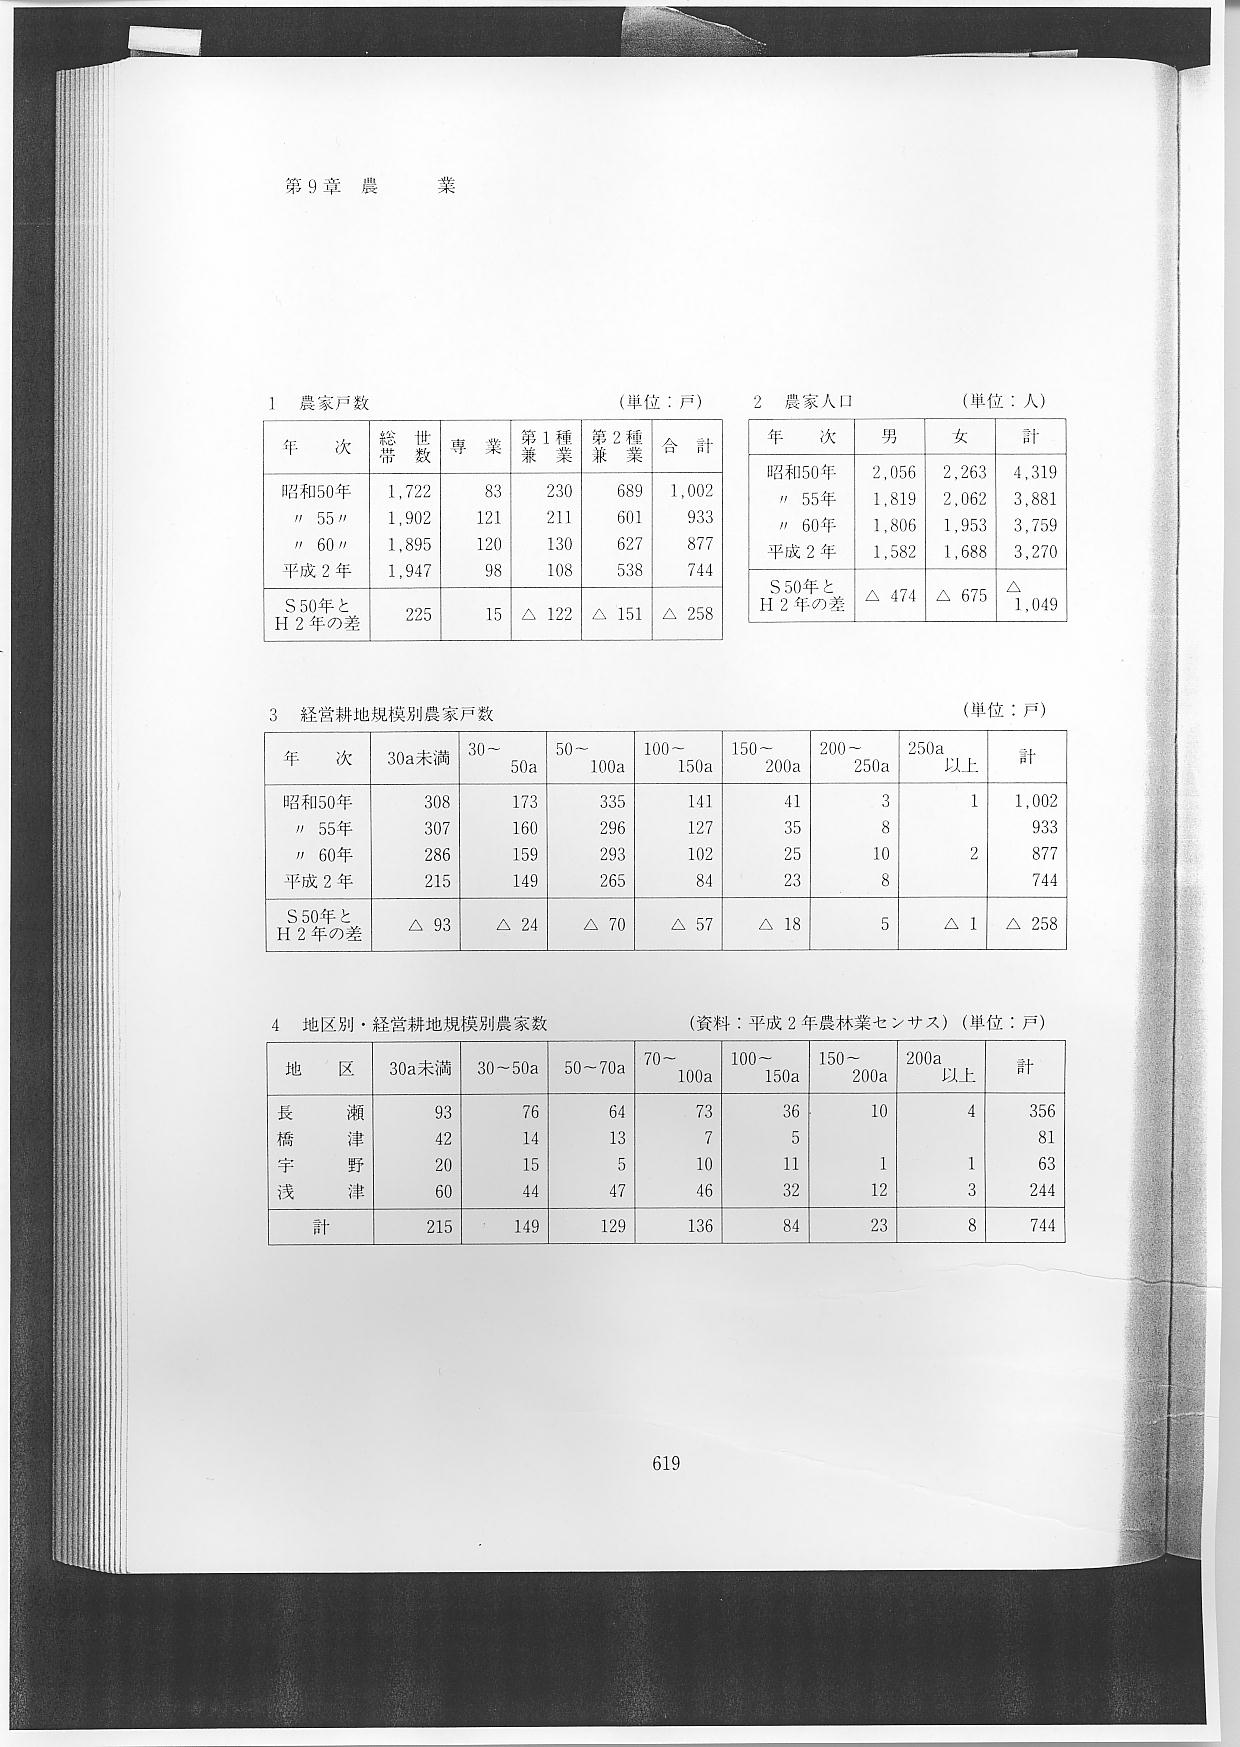 第9章 農 業
1 農家戸数 (単位：戸)
年 次 総世帯数 専業 第1種兼業 第2種兼業 合計
昭和50年 1,722 83 230 689 1,002
〃 55〃 1,902 121 211 601 933
〃 60〃 1,895 120 130 627 877
平成2年 1,947 98 108 538 744
S50年とH2年の差 225 15 △ 122 △ 151 △ 258
2 農家人口 (単位：人)
年 次 男 女 計
昭和50年 2,056 2,263 4,319
〃 55年 1,819 2,062 3,881
〃 60年 1,806 1,953 3,759
平成2年 1,582 1,688 3,270
S50年とH2年の差 △ 474 △ 675 △ 1,049
3 経営耕地規模別農家戸数 (単位：戸)
年 次 30a未満 30～50a 50～100a 100～150a 150～200a 200～250a 250a以上 計
昭和50年 308 173 335 141 41 3 1 1,002
〃 55年 307 160 296 127 35 8 933
〃 60年 286 159 293 102 25 10 2 877
平成2年 215 149 265 84 23 8 744
S50年とH2年の差 △ 93 △ 24 △ 70 △ 57 △ 18 5 △ 1 △ 258
4 地区別・経営耕地規模別農家数 (資料：平成2年農林業センサス) (単位：戸)
地 区 30a未満 30～50a 50～70a 70～100a 100～150a 150～200a 200a以上 計
長 瀬 93 76 64 73 36 10 4 356
橋 津 42 14 13 7 5 81
宇 野 20 15 5 10 11 1 1 63
浅 津 60 44 47 46 32 12 3 244
計 215 149 129 136 84 23 8 744
619